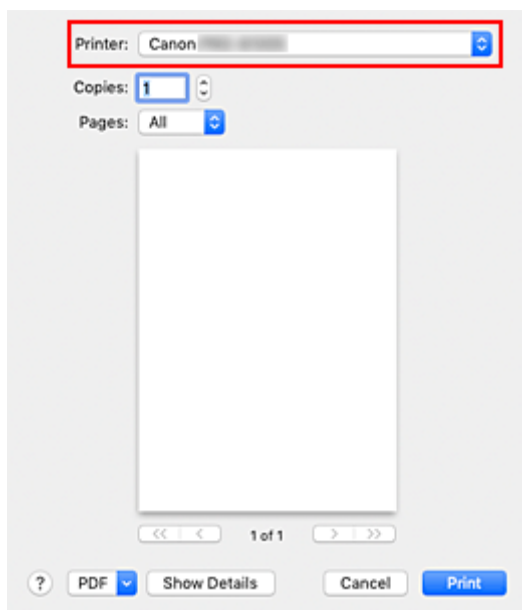 Printer: Canon
Copies: 1
Pages: All
<< < 1 of 1 > >>
? PDF Show Details Cancel Print